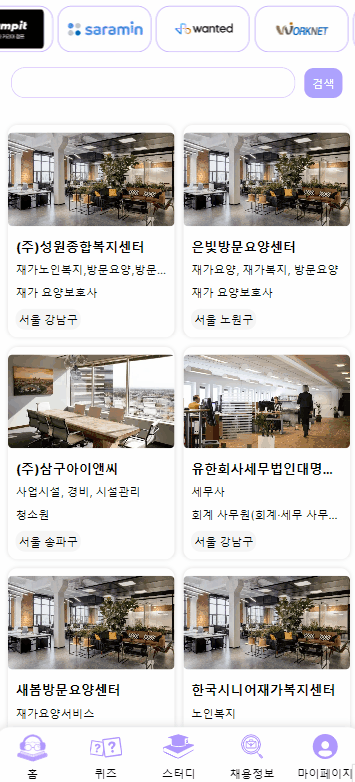 mpit
saramin
wanted
WORKNET
검색
(주)성원종합복지센터
재가노인복지,방문요양,방문...
재가 요양보호사
서울 강남구
은빛방문요양센터
재가요양, 재가복지, 방문요양
재가 요양보호사
서울 노원구
(주)삼구아이앤씨
사업시설, 경비, 시설관리
청소원
서울 송파구
유한회사세무법인대명...
세무사
회계 사무원(회계·세무 사무...
서울 강남구
새봄방문요양센터
재가요양서비스
한국시니어재가복지센터
노인복지
홈
퀴즈
스터디
채용정보
마이페이지